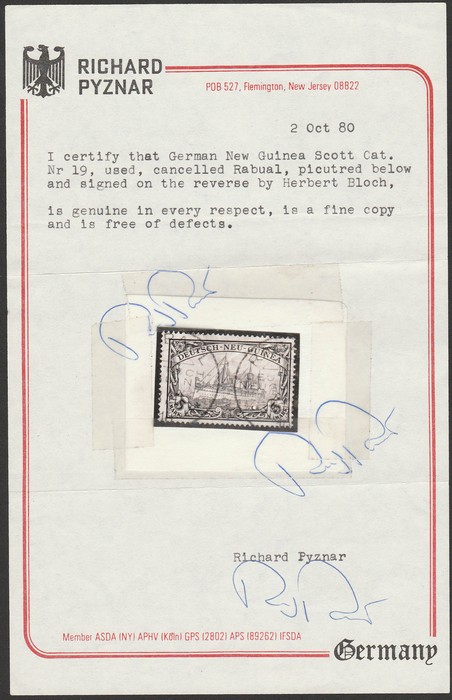 RICHARD
PYZNAR
POB 527, Flemington, New Jersey 08822
2 Oct 80
I certify that German New Guinea Scott Cat.
Nr 19, used, cancelled Rabual, picutred below
and signed on the reverse by Herbert Bloch,
is genuine in every respect, is a fine copy
and is free of defects.
DEUTSCH-NEU-GUINEA
Richard Pyznar
Member ASDA (NY) APHV (Köln) GPS (2802) APS (89262) IFSDA
Germany